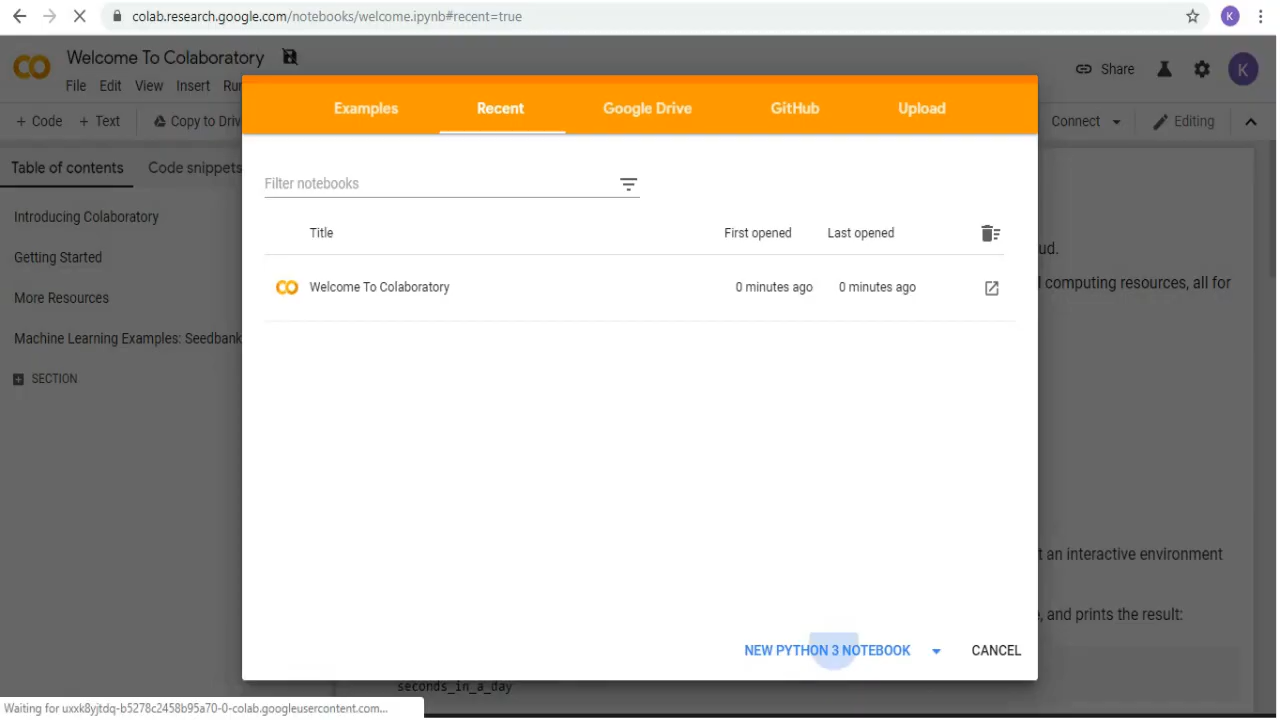 colab.research.google.com/notebooks/welcome.ipynb#recent=true
K
Welcome To Colaboratory
File Edit View Insert Ru
Share
K
+ Code + Text Copy to Driv
Connect
Editing
Examples Recent Google Drive GitHub Upload
Table of contents Code snippets
Introducing Colaboratory
Getting Started
More Resources
Machine Learning Examples: Seedbank
SECTION
Filter notebooks
Title First opened Last opened
Welcome To Colaboratory 0 minutes ago 0 minutes ago
ud.
l computing resources, all for
t an interactive environment
e, and prints the result:
NEW PYTHON 3 NOTEBOOK CANCEL
seconds_in_a_day
Waiting for uxxk8yjtdq-b5278c2458b95a70-0-colab.googleusercontent.com...